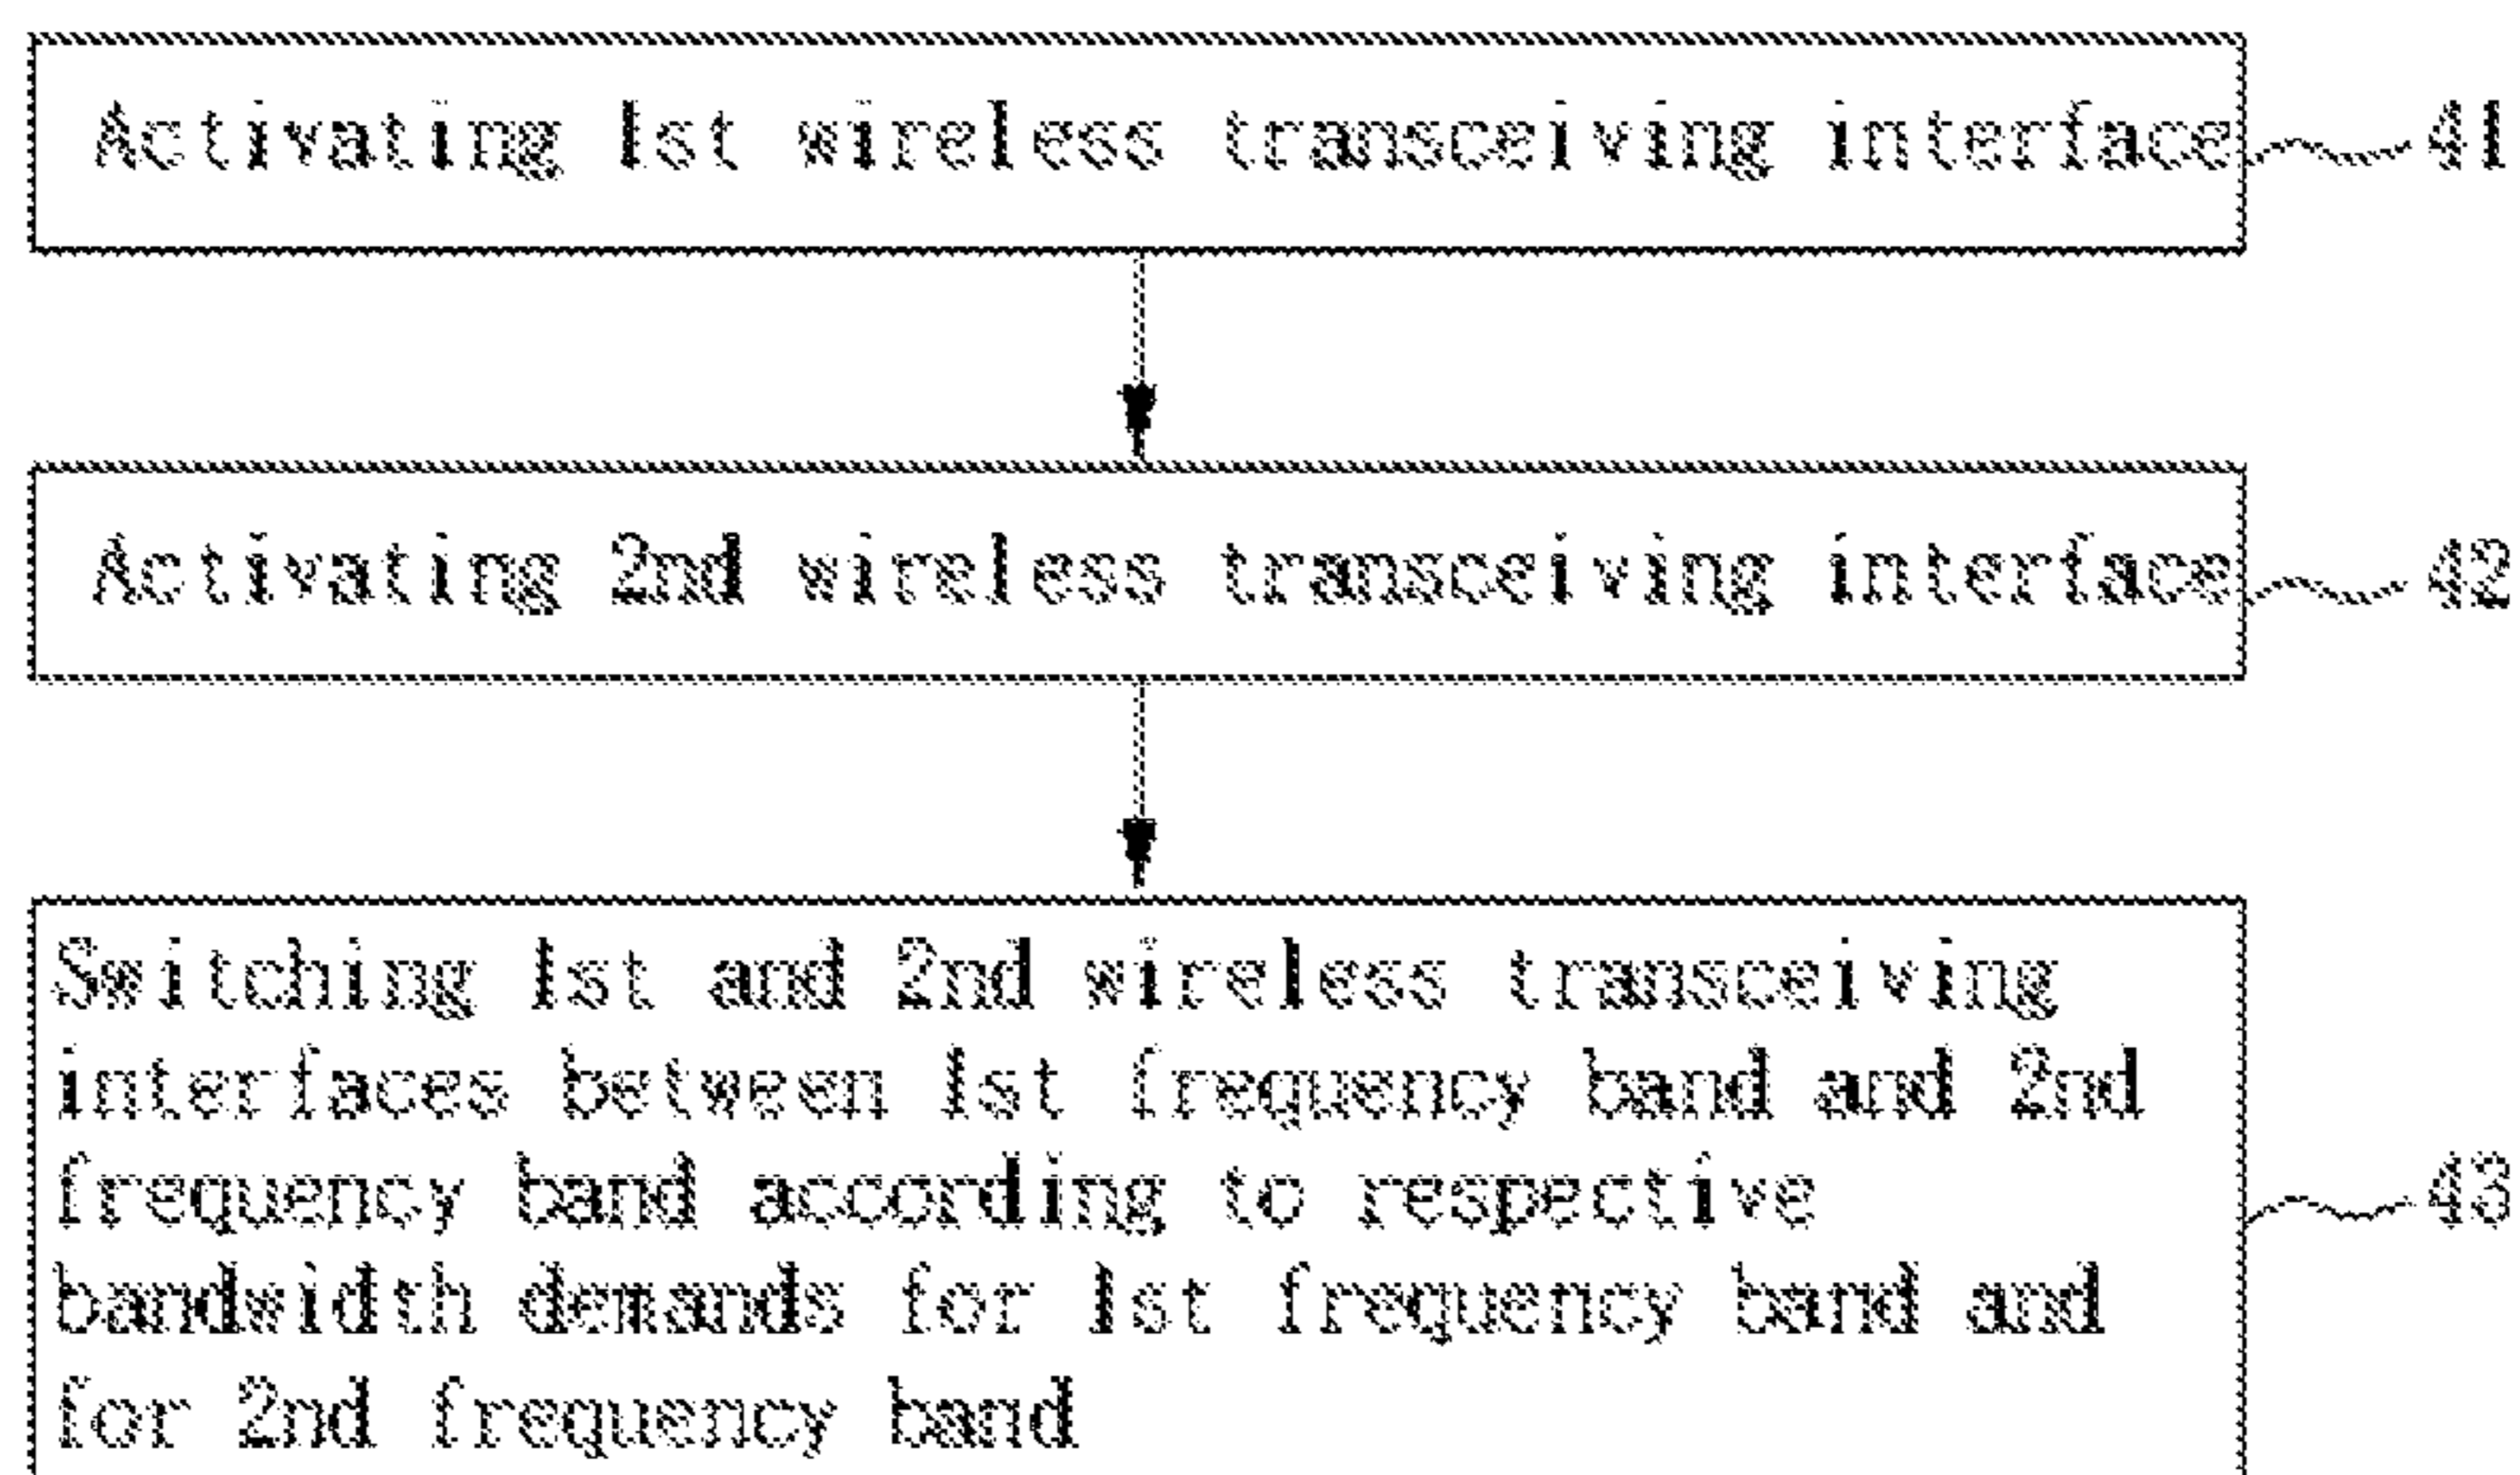 Activating 1st wireless transceiving interface 41
Activating 2nd wireless transceiving interface 42
Switching 1st and 2nd wireless transceiving
interfaces between 1st frequency band and 2nd
frequency band according to respective 43
bandwidth demands for 1st frequency band and
for 2nd frequency band